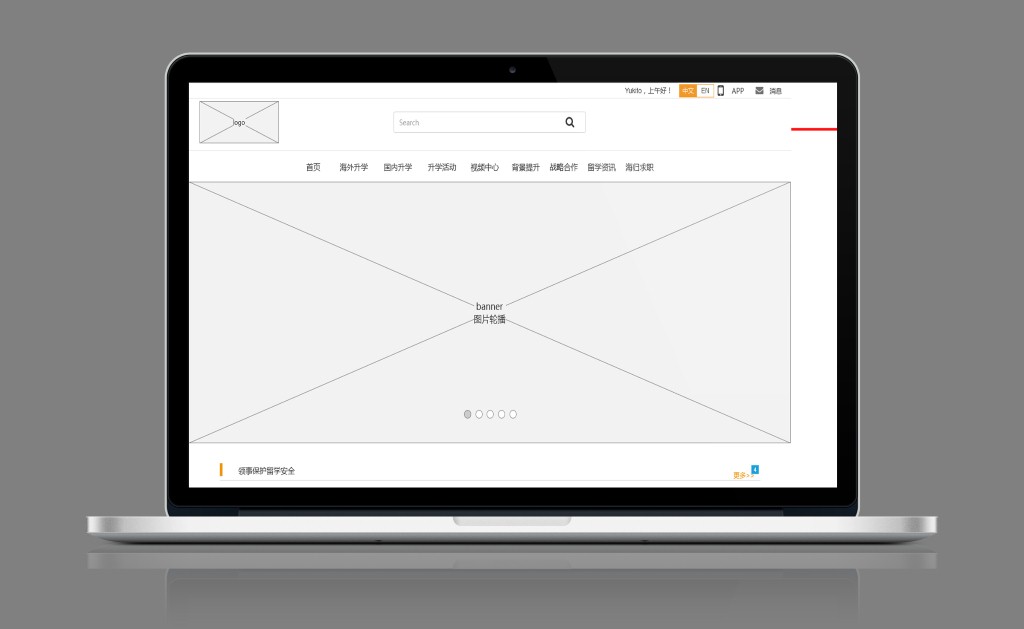 Yukito，上午好！ 中文 EN APP 消息
logo
Search
首页 海外升学 国内升学 升学活动 视频中心 背景提升 战略合作 留学资讯 海归求职
banner
图片轮播
领事保护留学安全
更多>> 4